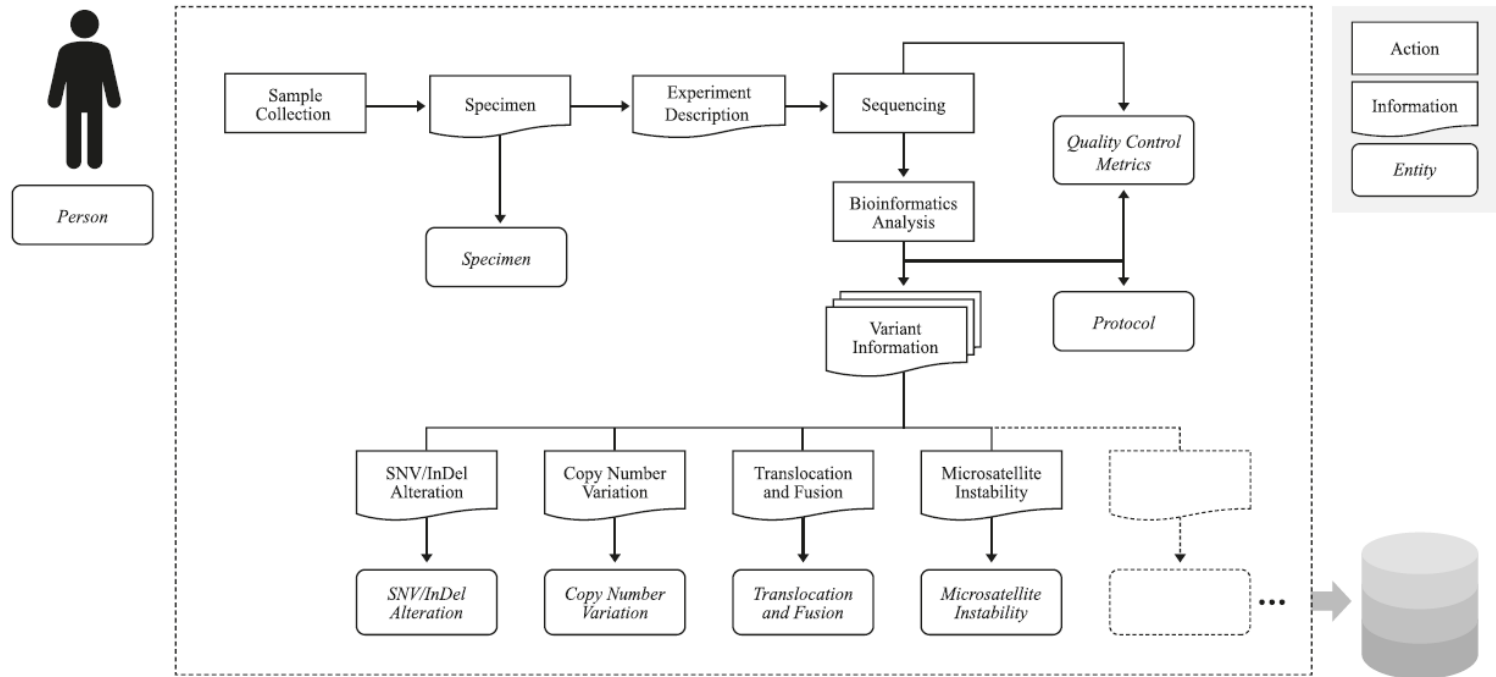 Person
Sample
Collection
Specimen
Experiment
Description
Sequencing
Quality Control
Metrics
Bioinformatics
Analysis
Specimen
Variant
Information
Protocol
SNV/InDel
Alteration
Copy Number
Variation
Translocation
and Fusion
Microsatellite
Instability
SNV/InDel
Alteration
Copy Number
Variation
Translocation
and Fusion
Microsatellite
Instability
...
Action
Information
Entity